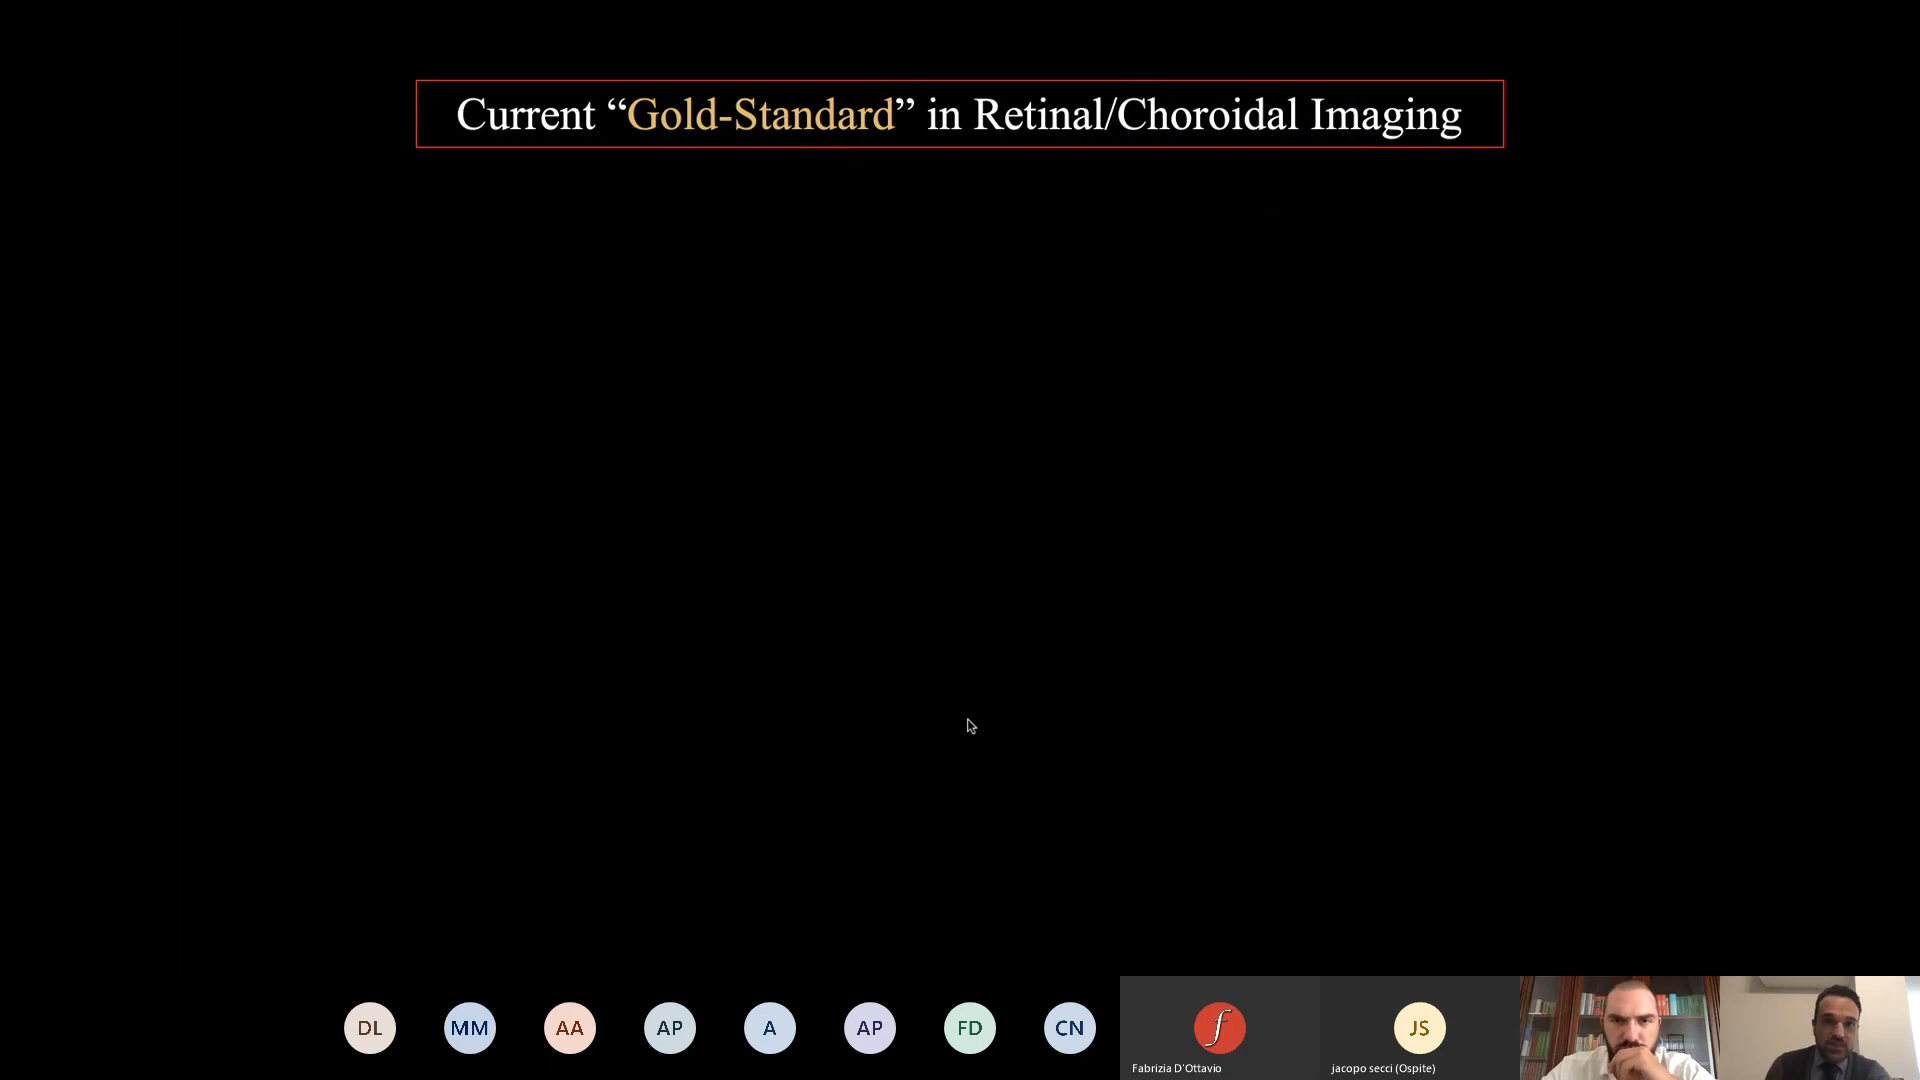 Current “Gold-Standard” in Retinal/Choroidal Imaging
DL
MM
AA
AP
A
AP
FD
CN
f
JS
Fabrizia D'Ottavio
jacopo secci (Ospite)